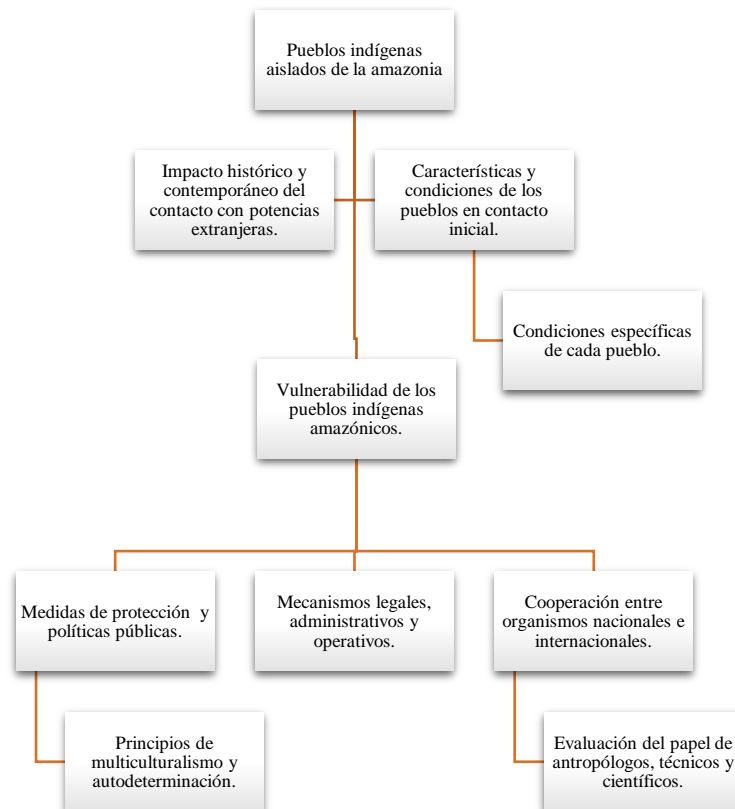 Pueblos indígenas
aislados de la amazonia
Impacto histórico y
contemporáneo del
contacto con potencias
extranjeras.
Características y
condiciones de los
pueblos en contacto
inicial.
Condiciones específicas
de cada pueblo.
Vulnerabilidad de los
pueblos indígenas
amazónicos.
Medidas de protección y
políticas públicas.
Mecanismos legales,
administrativos y
operativos.
Cooperación entre
organismos nacionales e
internacionales.
Principios de
multiculturalismo y
autodeterminación.
Evaluación del papel de
antropólogos, técnicos y
científicos.